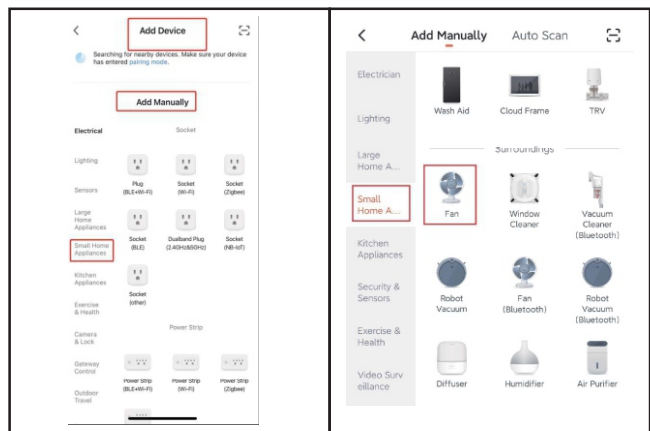 Add Device
Searching for nearby devices. Make sure your device
has entered pairing mode.
Add Manually
Electrical
Socket
Lighting
Sensors
Large
Home
Appliances
Small Home
Appliances
Kitchen
Appliances
Exercise
& Health
Camera
& Lock
Gateway
Control
Outdoor
Travel
Plug
(BLE+Wi-Fi)
Socket
(Wi-Fi)
Socket
(Zigbee)
Socket
(BLE)
Dualband Plug
(2.4GHz&5GHz)
Socket
(NB-IoT)
Socket
(other)
Power Strip
Power Strip
(BLE+Wi-Fi)
Power Strip
(Wi-Fi)
Power Strip
(Zigbee)
Add Manually Auto Scan
Electrician
Lighting
Large
Home A...
Small
Home A...
Kitchen
Appliances
Security &
Sensors
Exercise &
Health
Video Surv
eillance
Wash Aid
Cloud Frame
TRV
Surroundings
Fan
Window
Cleaner
Vacuum
Cleaner
(Bluetooth)
Robot
Vacuum
Fan
(Bluetooth)
Robot
Vacuum
(Bluetooth)
Diffuser
Humidifier
Air Purifier